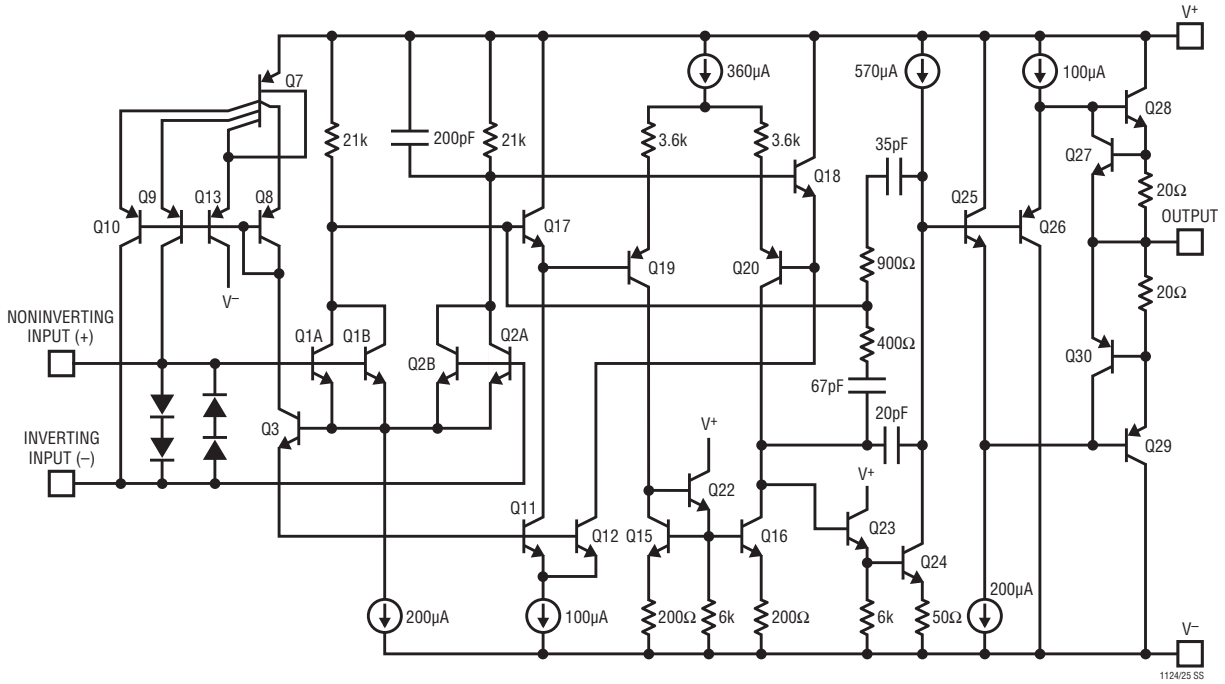 V+
360µA
570µA
100µA
Q7
Q28
21k
200pF
21k
3.6k
3.6k
35pF
Q27
Q18
20Ω
Q9
Q13
Q8
Q10
Q17
Q25
Q26
OUTPUT
Q19
Q20
900Ω
V–
20Ω
NONINVERTING
INPUT (+)
Q1A
Q1B
Q2B
Q2A
400Ω
Q30
67pF
20pF
V+
Q3
INVERTING
INPUT (–)
Q29
V+
Q22
Q11
Q12
Q15
Q16
Q23
Q24
200µA
200µA
100µA
200Ω
6k
200Ω
6k
50Ω
V–
1124/25 SS